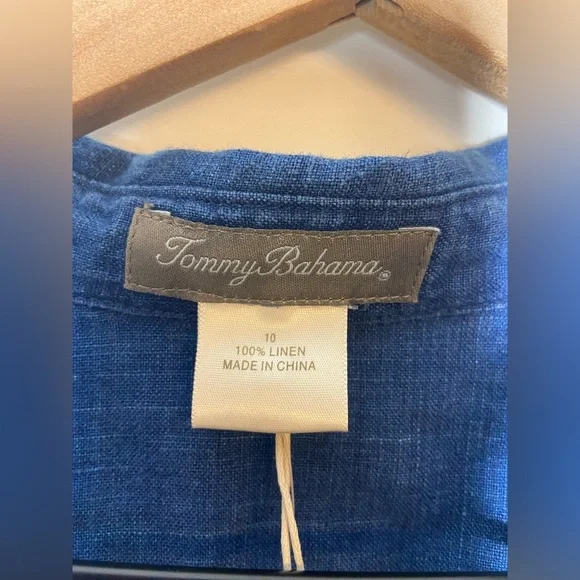 Tommy Bahama®
10
100% LINEN
MADE IN CHINA